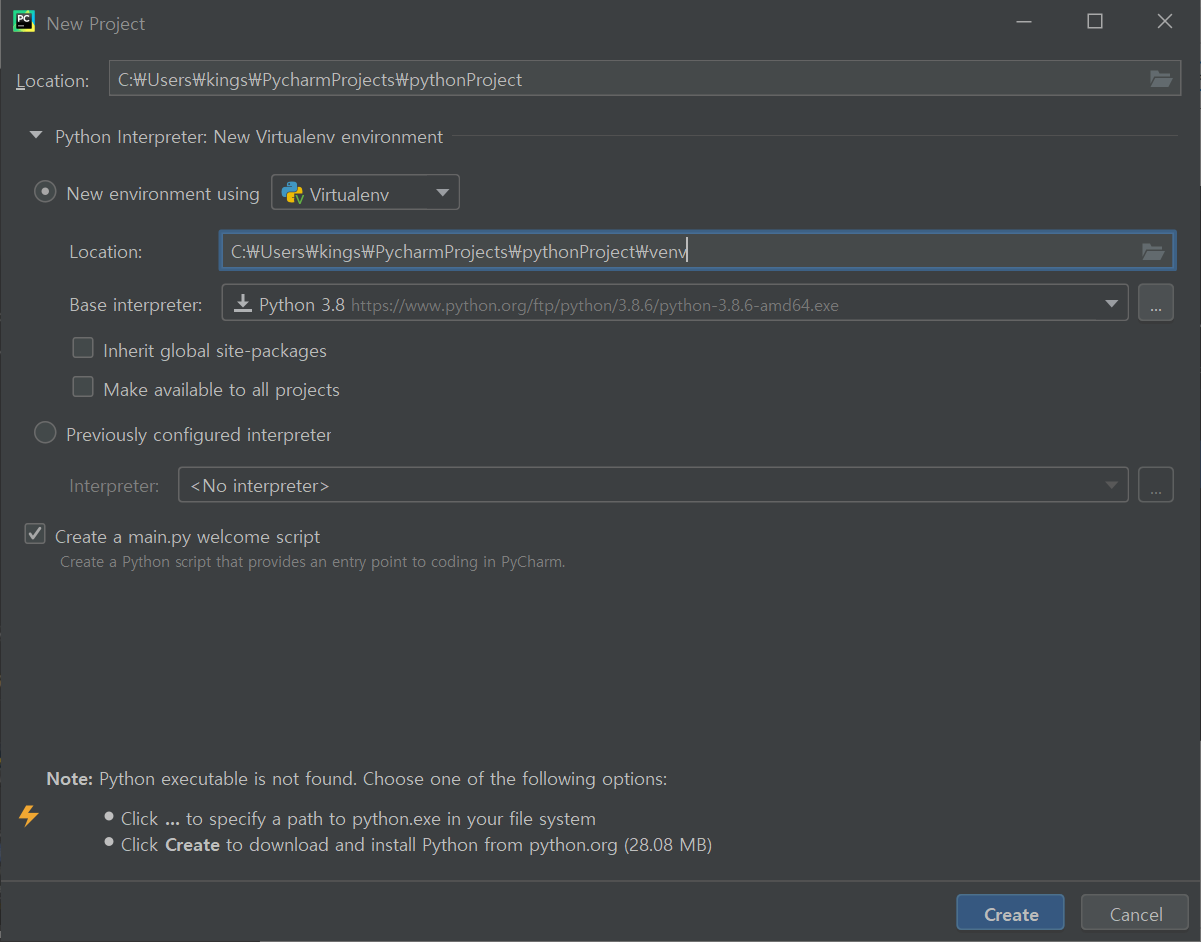 PC New Project
Location: C:₩Users₩kings₩PycharmProjects₩pythonProject
Python Interpreter: New Virtualenv environment
New environment using Virtualenv
Location: C:₩Users₩kings₩PycharmProjects₩pythonProject₩venv
Base interpreter: Python 3.8 https://www.python.org/ftp/python/3.8.6/python-3.8.6-amd64.exe ...
Inherit global site-packages
Make available to all projects
Previously configured interpreter
Interpreter: <No interpreter> ...
Create a main.py welcome script
Create a Python script that provides an entry point to coding in PyCharm.
Note: Python executable is not found. Choose one of the following options:
• Click ... to specify a path to python.exe in your file system
• Click Create to download and install Python from python.org (28.08 MB)
Create Cancel